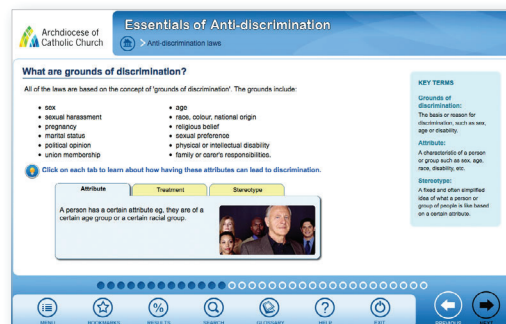 Archdiocese of
Catholic Church
Essentials of Anti-discrimination
> Anti-discrimination laws
What are grounds of discrimination?
All of the laws are based on the concept of 'grounds of discrimination'. The grounds include:
• sex
• sexual harassment
• pregnancy
• marital status
• political opinion
• union membership
• age
• race, colour, national origin
• religious belief
• sexual preference
• physical or intellectual disability
• family or carer's responsibilities.
Click on each tab to learn about how having these attributes can lead to discrimination.
Attribute
Treatment
Stereotype
A person has a certain attribute eg, they are of a
certain age group or a certain racial group.
KEY TERMS
Grounds of
discrimination:
The basis or reason for
discrimination, such as sex,
age or disability.
Attribute:
A characteristic of a person
or group such as sex, age,
race, disability, etc.
Stereotype:
A fixed and often simplified
idea of what a person or
group of people is like based
on a certain attribute.
MENU
BOOKMARKS
RESULTS
SEARCH
GLOSSARY
HELP
EXIT
PREVIOUS
NEXT